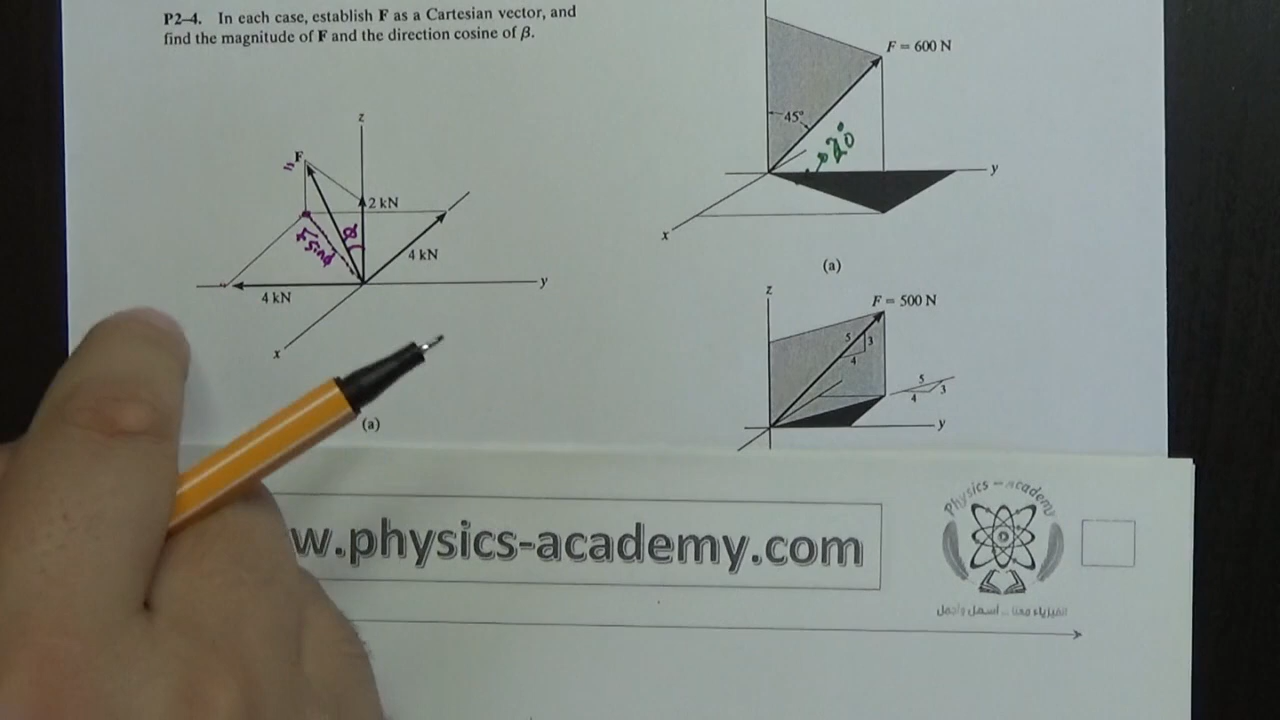 P2–4. In each case, establish F as a Cartesian vector, and
find the magnitude of F and the direction cosine of β.
z
F
2 kN
4 kN
4 kN
y
x
(a)
F = 600 N
45°
20°
y
x
(a)
z
F = 500 N
5
3
4
5
4
3
y
w.physics-academy.com
Physics - academy
الفيزياء معنا ... أسهل وأجمل